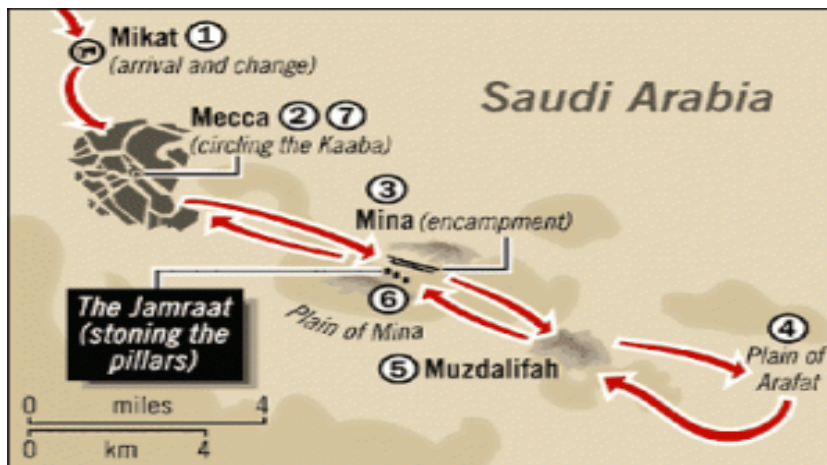 Mikat 1
(arrival and change)
Saudi Arabia
Mecca 2 7
(circling the Kaaba)
3
Mina (encampment)
The Jamraat
(stoning the
pillars)
6
Plain of Mina
4
Plain of
Arafat
5 Muzdalifah
0 miles 4
0 km 4